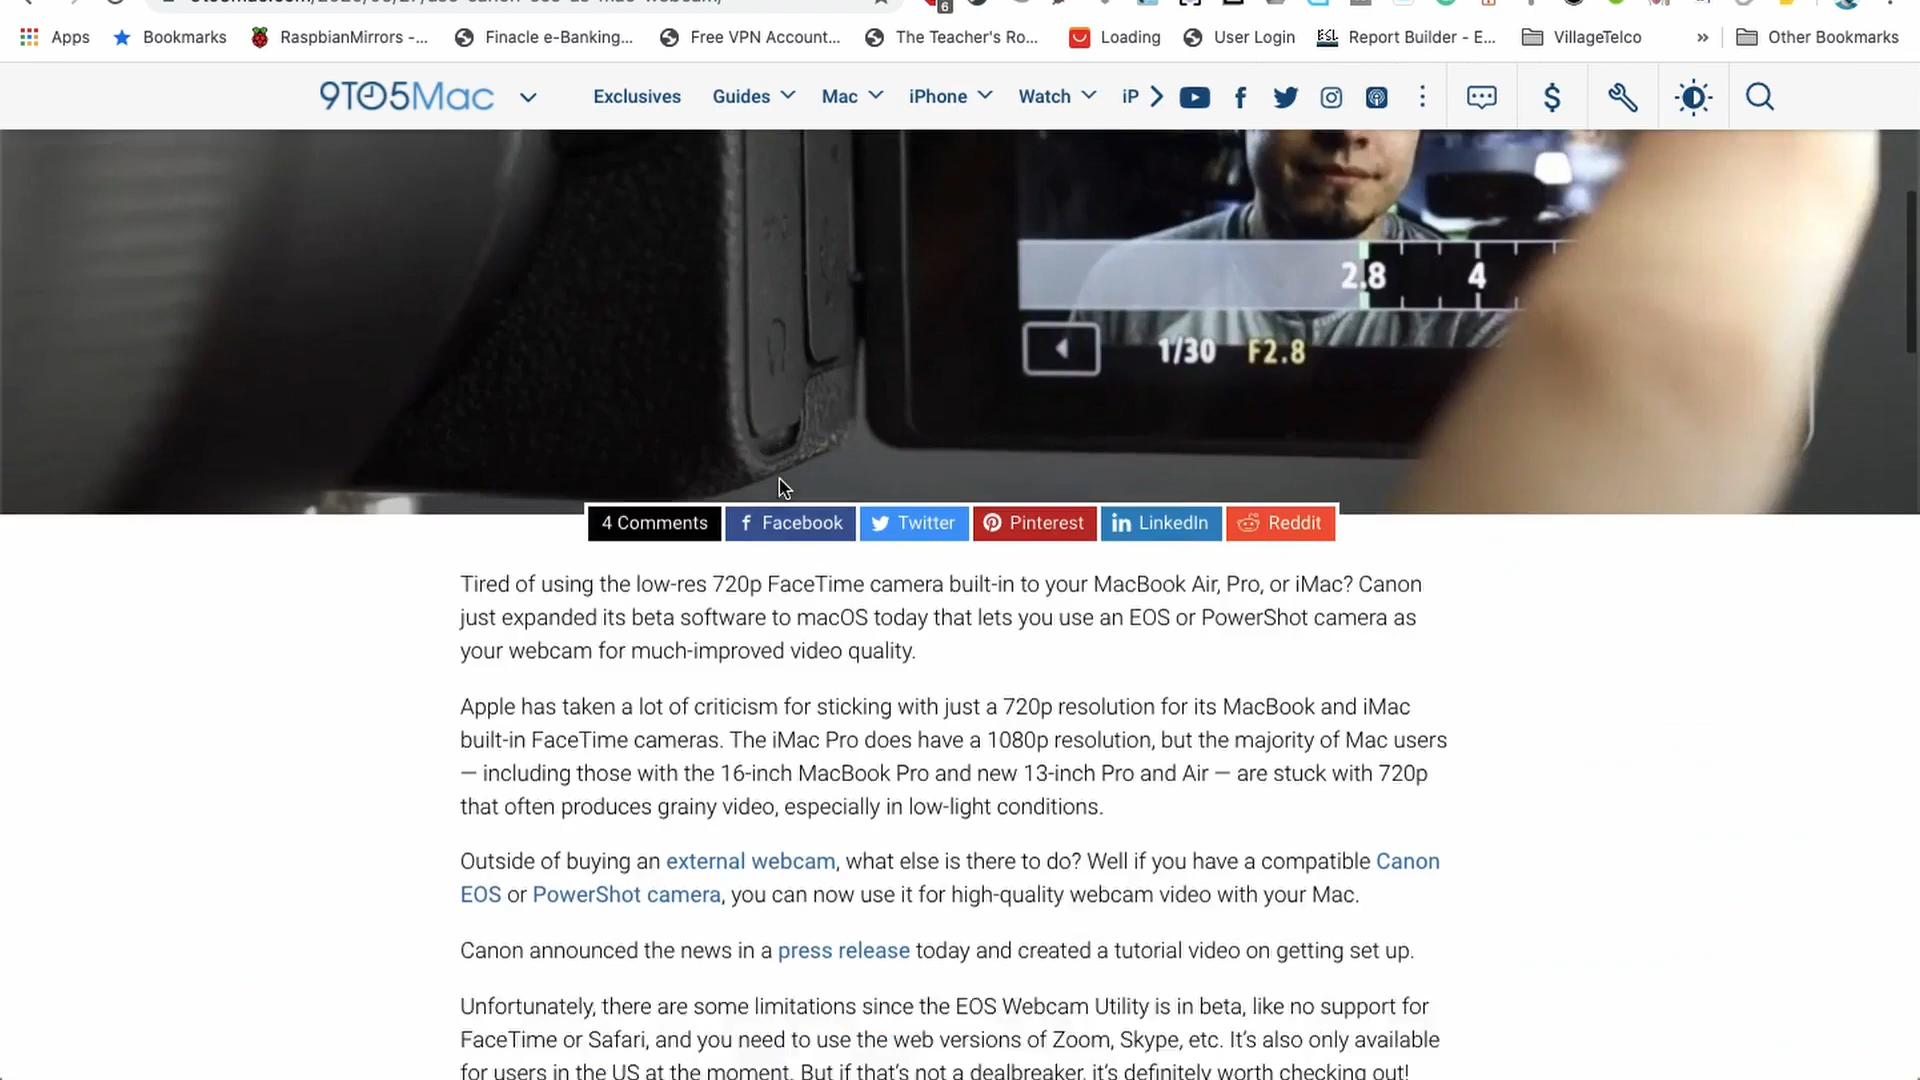 Apps Bookmarks RaspbianMirrors -... Finacle e-Banking... Free VPN Account... The Teacher's Ro... Loading User Login ESL Report Builder - E... VillageTelco » Other Bookmarks
9TO5Mac Exclusives Guides Mac iPhone Watch iP
2.8 4
1/30 F2.8
4 Comments Facebook Twitter Pinterest LinkedIn Reddit
Tired of using the low-res 720p FaceTime camera built-in to your MacBook Air, Pro, or iMac? Canon
just expanded its beta software to macOS today that lets you use an EOS or PowerShot camera as
your webcam for much-improved video quality.
Apple has taken a lot of criticism for sticking with just a 720p resolution for its MacBook and iMac
built-in FaceTime cameras. The iMac Pro does have a 1080p resolution, but the majority of Mac users
— including those with the 16-inch MacBook Pro and new 13-inch Pro and Air — are stuck with 720p
that often produces grainy video, especially in low-light conditions.
Outside of buying an external webcam, what else is there to do? Well if you have a compatible Canon
EOS or PowerShot camera, you can now use it for high-quality webcam video with your Mac.
Canon announced the news in a press release today and created a tutorial video on getting set up.
Unfortunately, there are some limitations since the EOS Webcam Utility is in beta, like no support for
FaceTime or Safari, and you need to use the web versions of Zoom, Skype, etc. It's also only available
for users in the US at the moment. But if that's not a dealbreaker, it's definitely worth checking out!